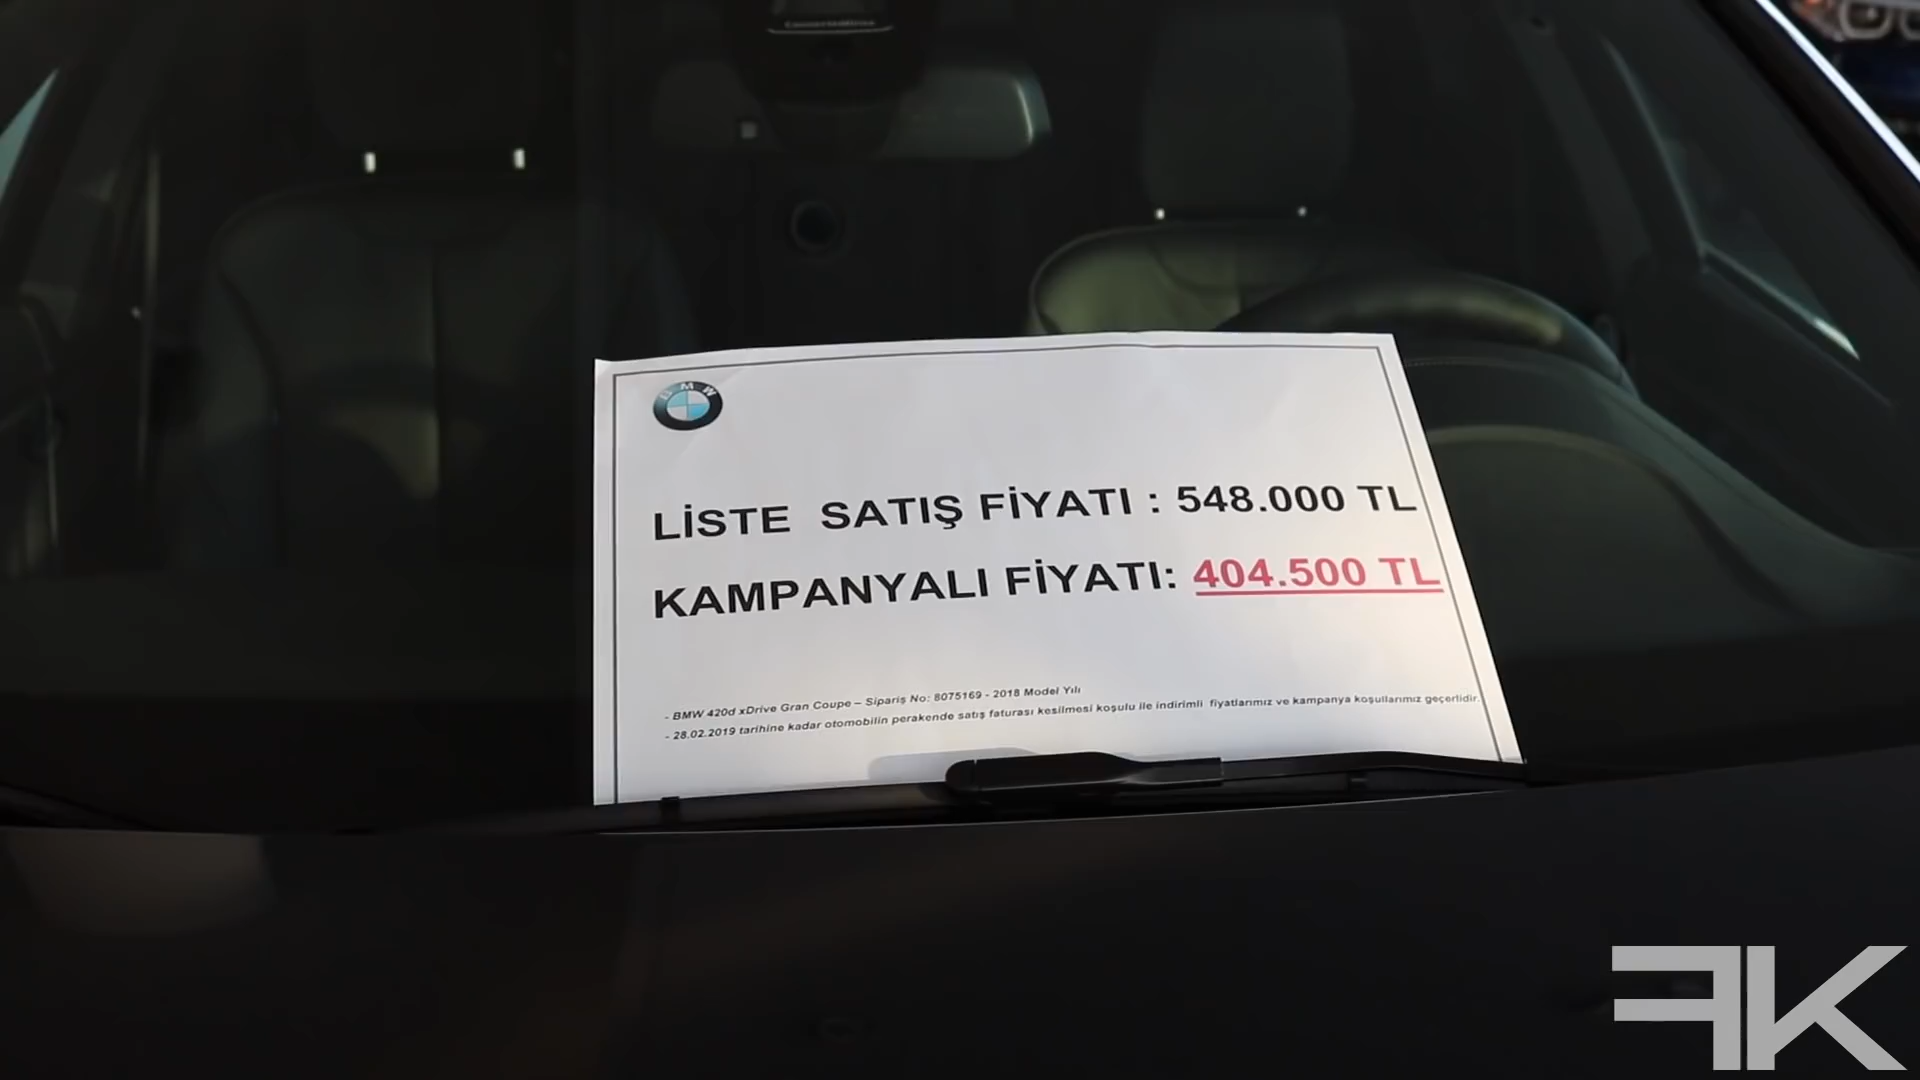 BMW
LİSTE SATIŞ FİYATI : 548.000 TL
KAMPANYALI FİYATI: 404.500 TL
- BMW 420d xDrive Gran Coupe – Sipariş No: 8075169 - 2018 Model Yılı
- 28.02.2019 tarihine kadar otomobilin perakende satış faturası kesilmesi koşulu ile indirimli fiyatlarımız ve kampanya koşullarımız geçerlidir.
FK